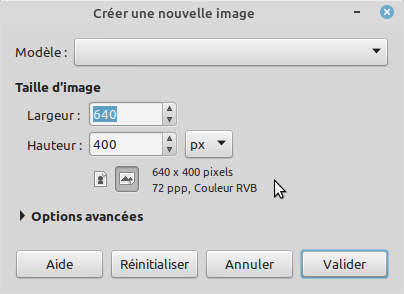 Créer une nouvelle image
Modèle :
Taille d'image
Largeur : 640
Hauteur : 400 px
640 x 400 pixels
72 ppp, Couleur RVB
Options avancées
Aide Réinitialiser Annuler Valider